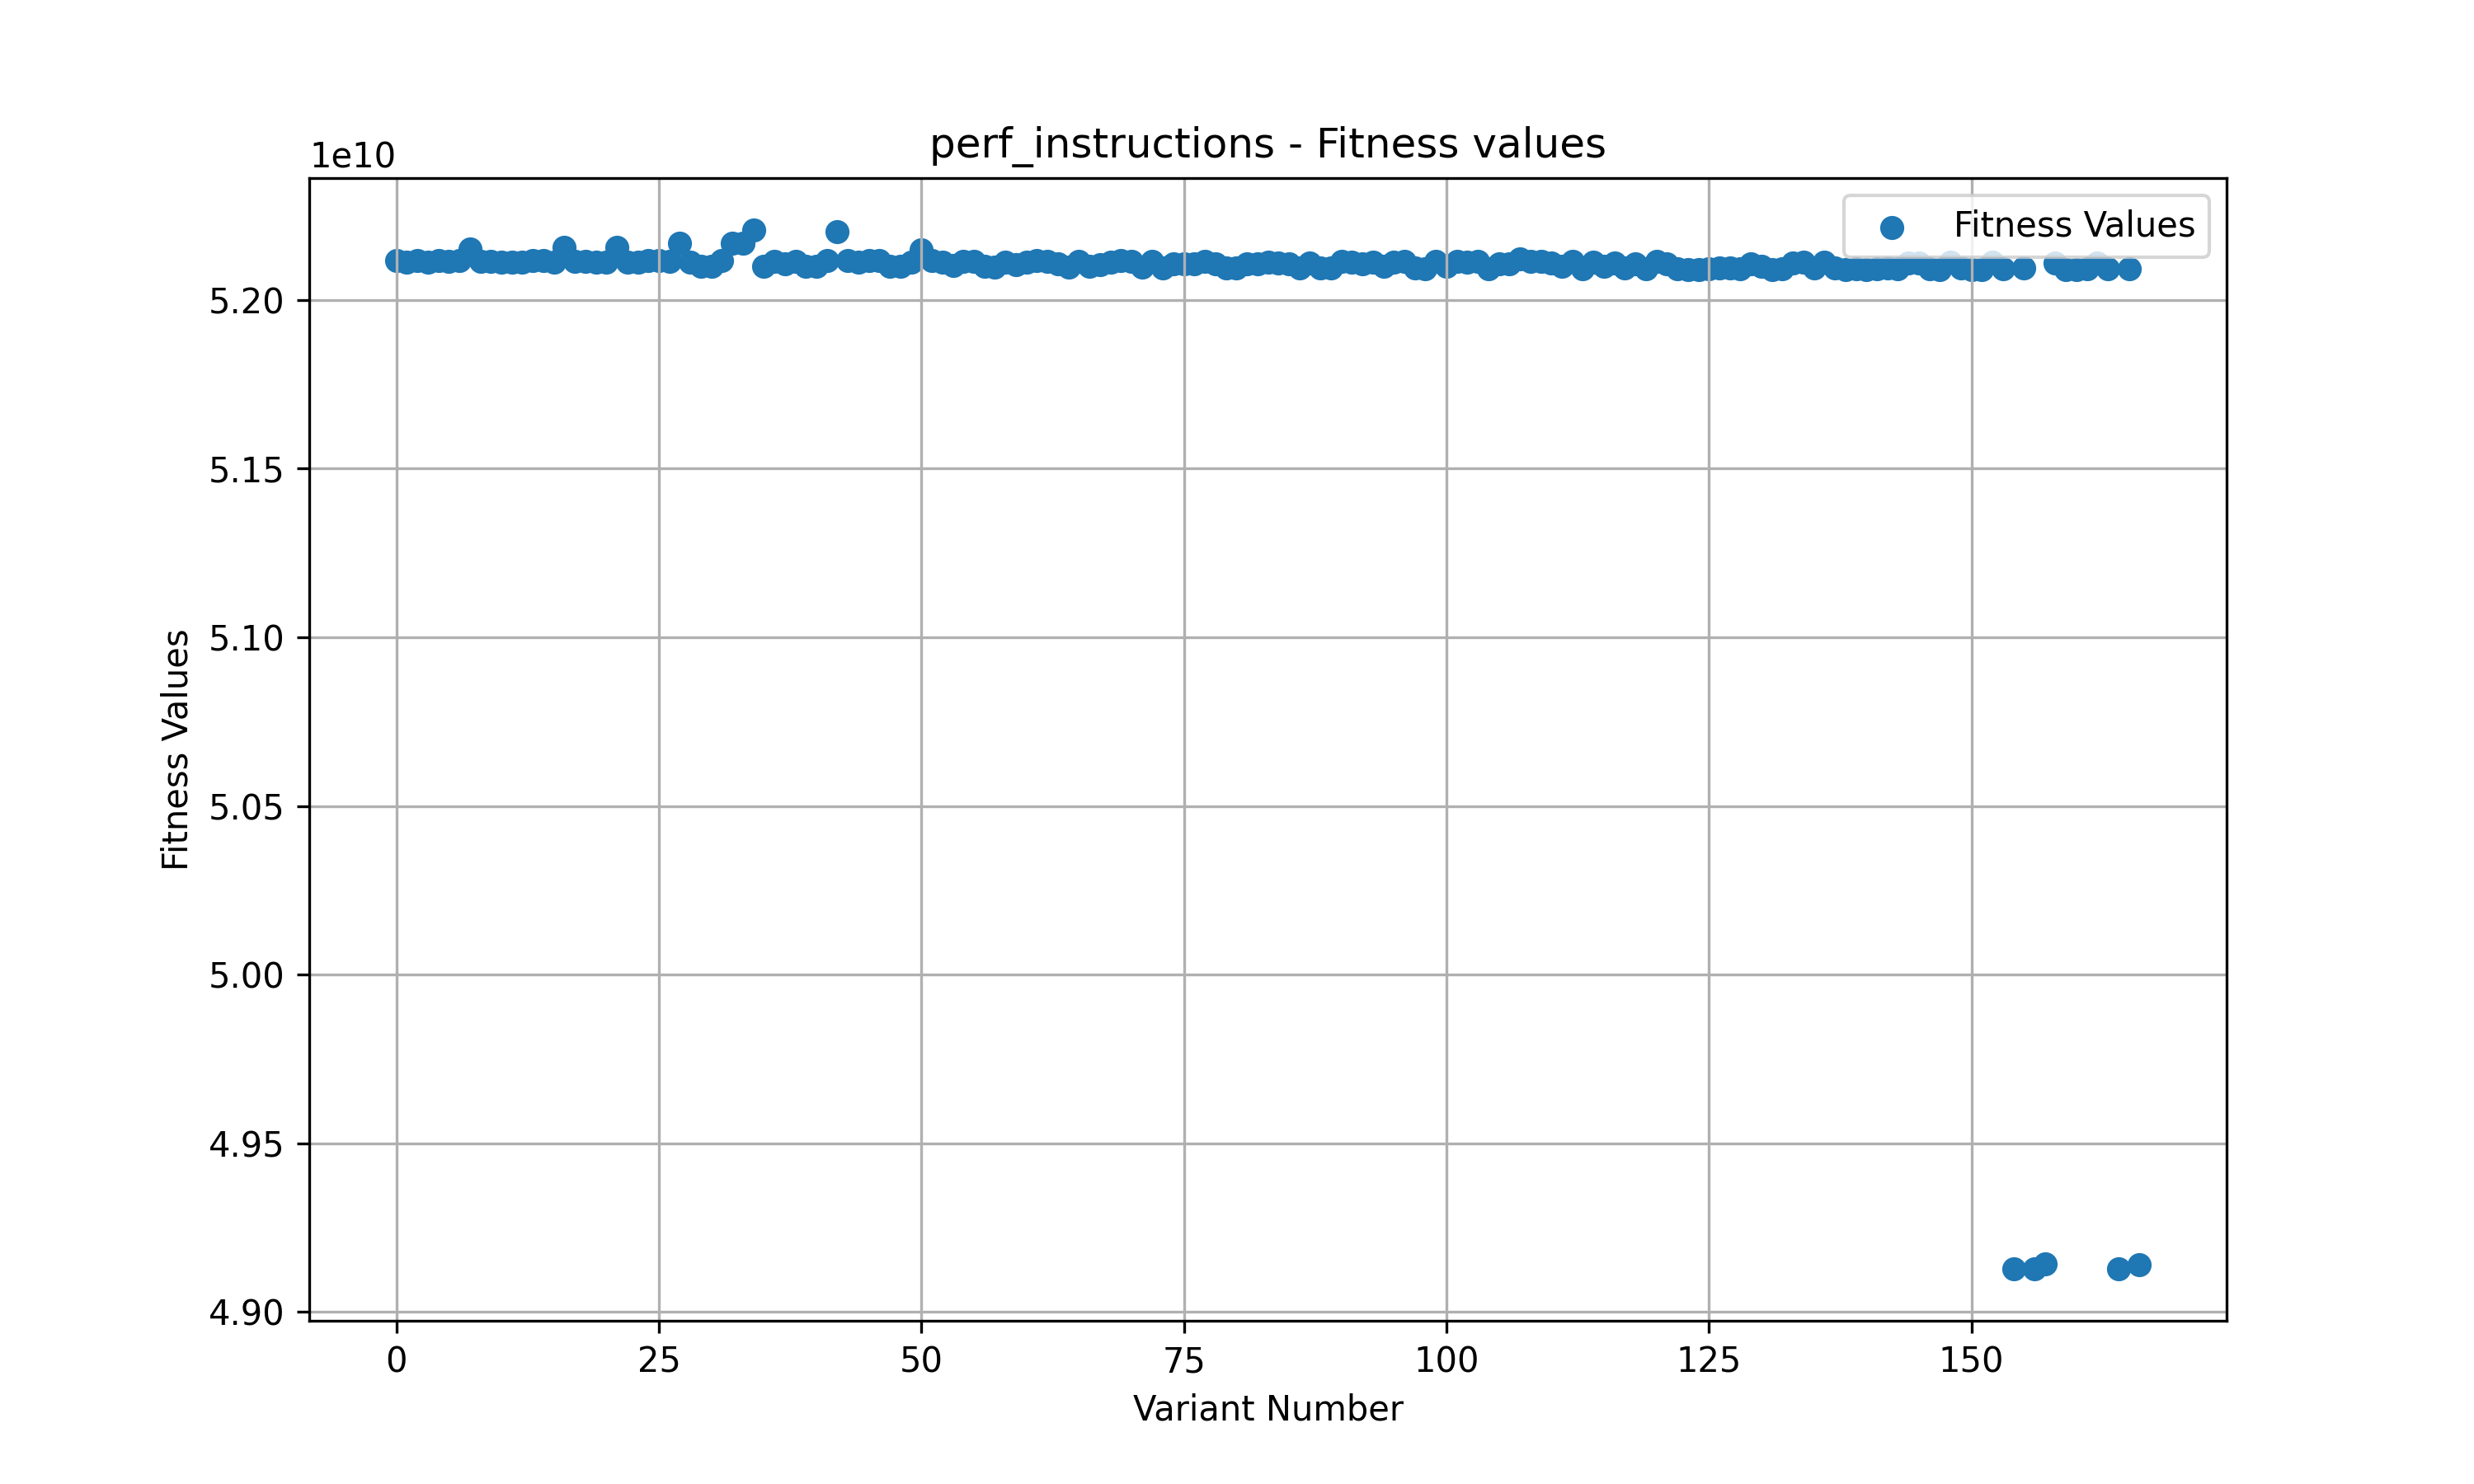 perf_instructions - Fitness values
1e10
Fitness Values
5.20
5.15
5.10
5.05
5.00
4.95
4.90
Fitness Values
0 25 50 75 100 125 150
Variant Number